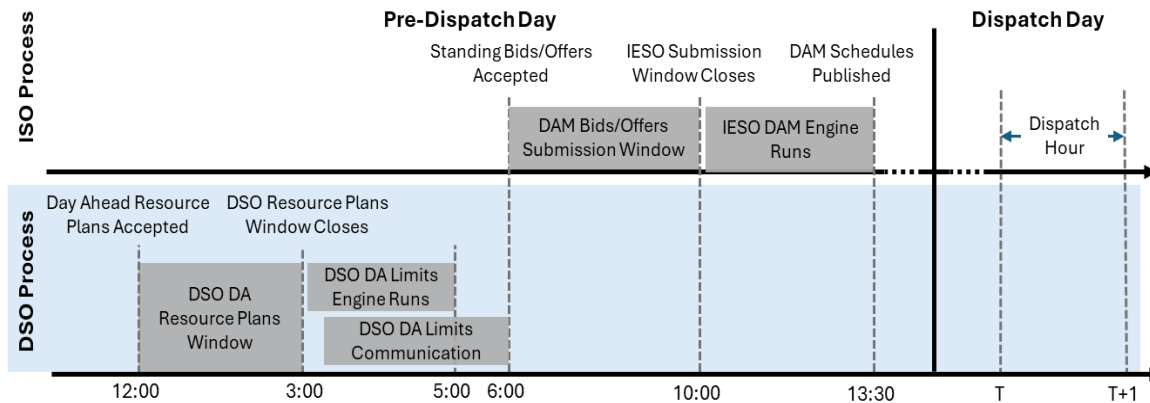 Pre-Dispatch Day
Dispatch Day
ISO Process
Standing Bids/Offers
Accepted
IESO Submission
Window Closes
DAM Schedules
Published
DAM Bids/Offers
Submission Window
IESO DAM Engine
Runs
Dispatch
Hour
DSO Process
Day Ahead Resource
Plans Accepted
DSO Resource Plans
Window Closes
DSO DA
Resource Plans
Window
DSO DA Limits
Engine Runs
DSO DA Limits
Communication
12:00
3:00
5:00
6:00
10:00
13:30
T
T+1